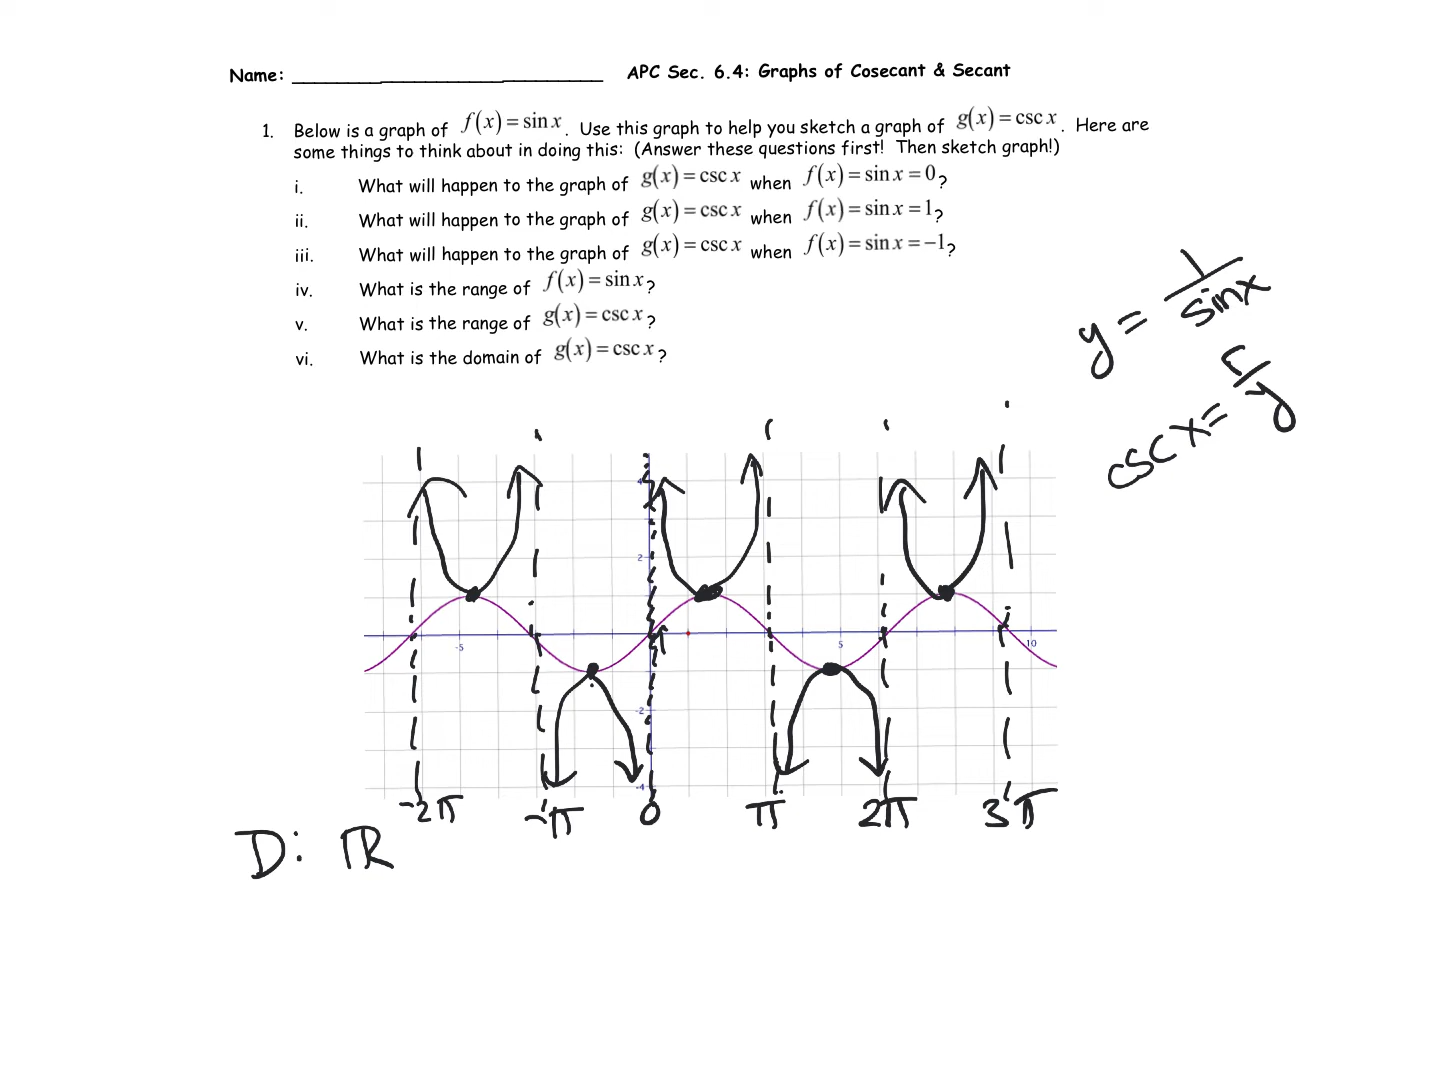 Name: ____________________ APC Sec. 6.4: Graphs of Cosecant & Secant
1. Below is a graph of f(x) = sin x. Use this graph to help you sketch a graph of g(x) = csc x. Here are
some things to think about in doing this: (Answer these questions first! Then sketch graph!)
i. What will happen to the graph of g(x) = csc x when f(x) = sin x = 0?
ii. What will happen to the graph of g(x) = csc x when f(x) = sin x = 1?
iii. What will happen to the graph of g(x) = csc x when f(x) = sin x = −1?
iv. What is the range of f(x) = sin x?
v. What is the range of g(x) = csc x?
vi. What is the domain of g(x) = csc x?
y = 1/sinx
csc x = r/y
4
2
-5 5 10
-2
-4
-2π -π 0 π 2π 3π
D: ℝ